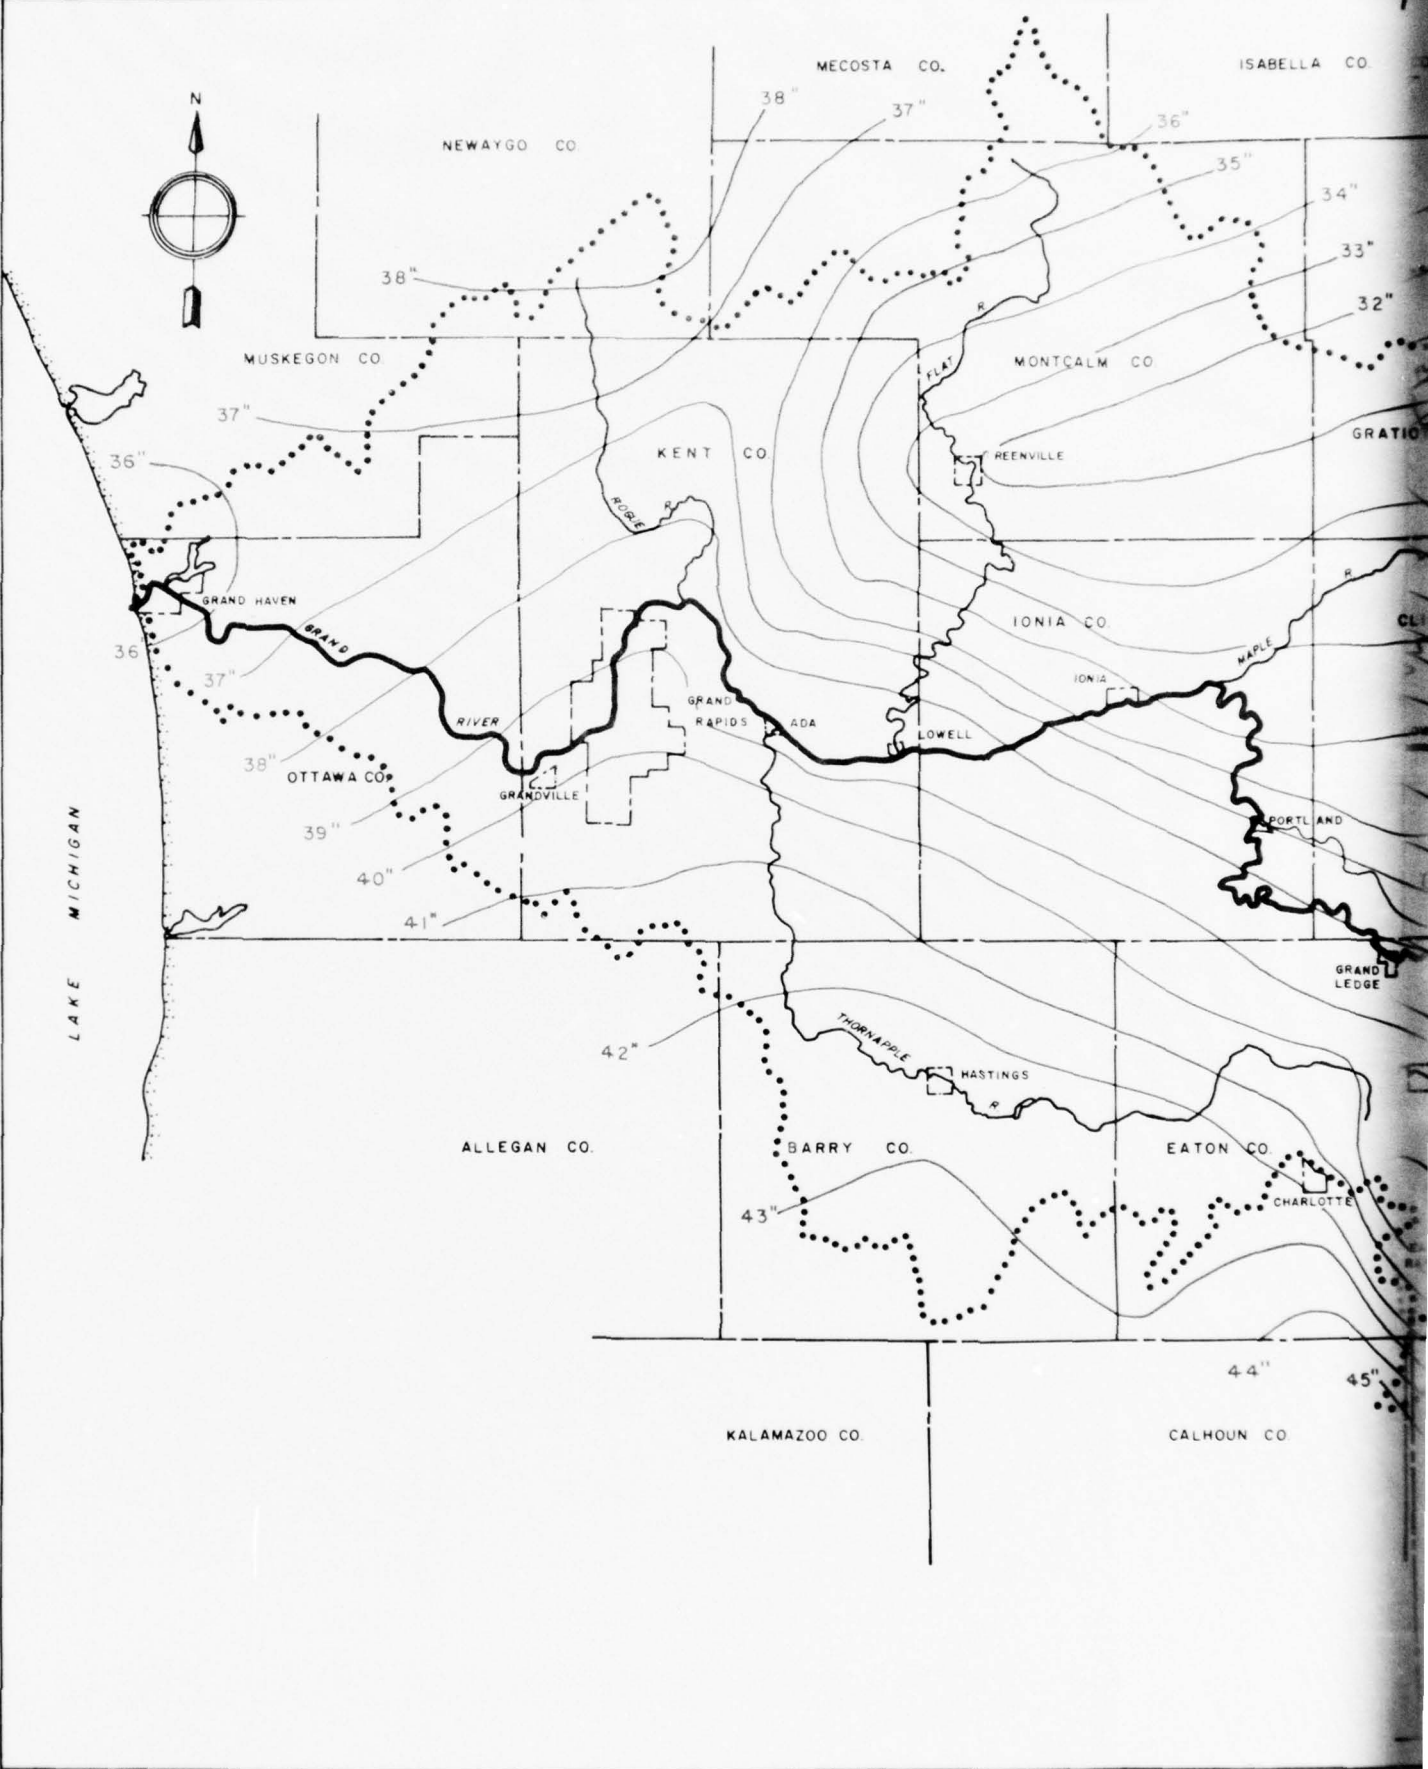 MECOSTA CO.
ISABELLA CO.
N
38"
37"
36"
NEWAYGO CO.
35"
34"
33"
38"
32"
MUSKEGON CO.
R
FLAT
MONTCALM CO.
37"
36"
KENT CO.
REENVILLE
ROGUE R
R
GRAND HAVEN
GRAND
IONIA CO.
36
MAPLE
37"
IONIA
GRAND
RAPIDS
ADA
RIVER
LOWELL
38"
OTTAWA CO.
GRANDVILLE
39"
PORTLAND
40"
41"
LAKE MICHIGAN
GRAND
LEDGE
THORNAPPLE
42"
HASTINGS
R
ALLEGAN CO.
BARRY CO.
EATON CO.
43"
CHARLOTTE
44"
45"
KALAMAZOO CO.
CALHOUN CO.